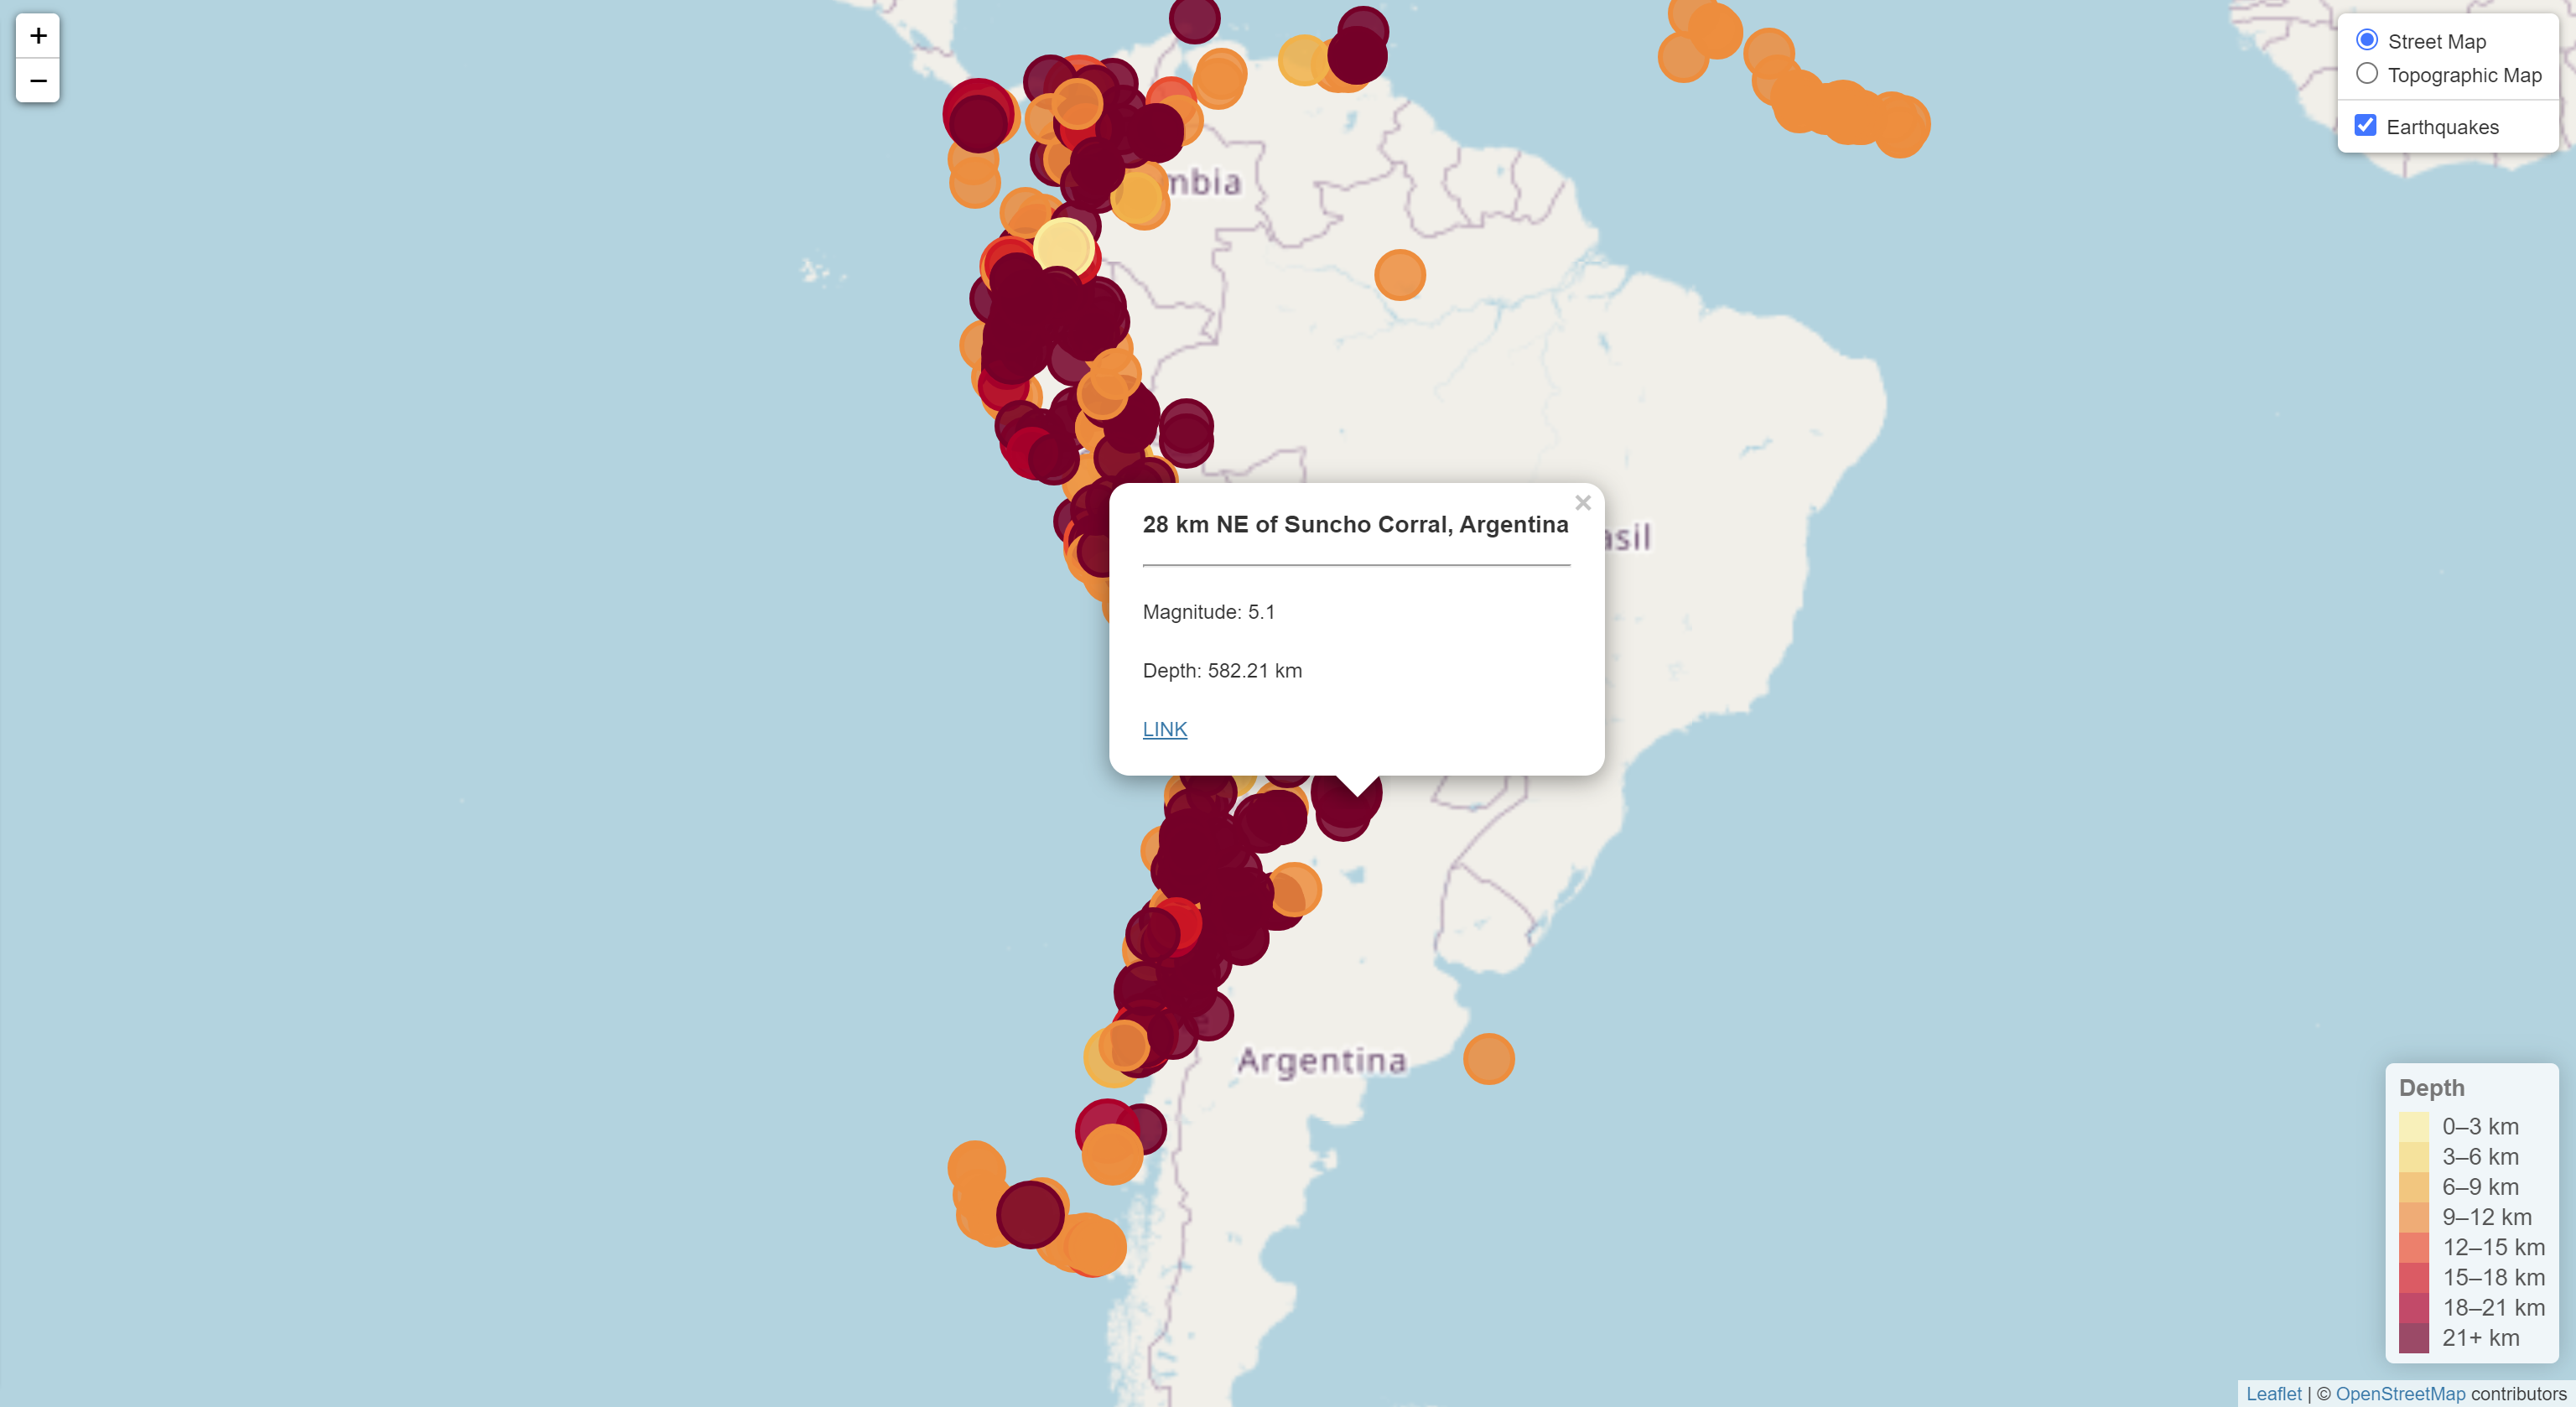 +
−
Street Map
Topographic Map
Earthquakes
mbia
asil
28 km NE of Suncho Corral, Argentina
×
Magnitude: 5.1
Depth: 582.21 km
LINK
Argentina
Depth
0–3 km
3–6 km
6–9 km
9–12 km
12–15 km
15–18 km
18–21 km
21+ km
Leaflet | © OpenStreetMap contributors